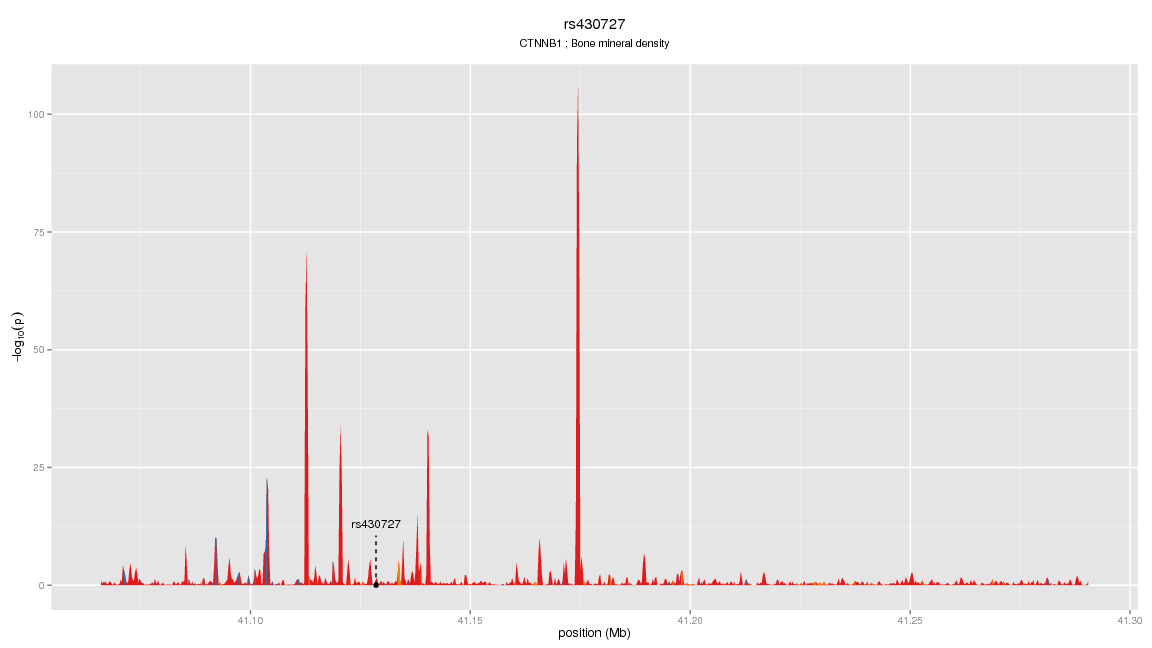 rs430727
CTNNB1 ; Bone mineral density
100
75
50
25
0
-log10(p)
rs430727
41.10
41.15
41.20
41.25
41.30
position (Mb)